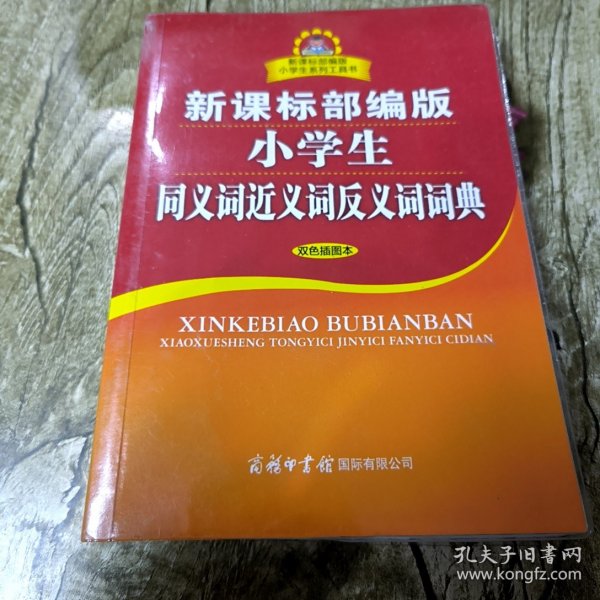 新课标部编版
小学生系列工具书
新课标部编版
小学生
同义词近义词反义词词典
双色插图本
XINKEBIAO BUBIANBAN
XIAOXUESHENG TONGYICI JINYICI FANYICI CIDIAN
商務印書館国际有限公司
孔夫子旧书网
www.kongfz.com